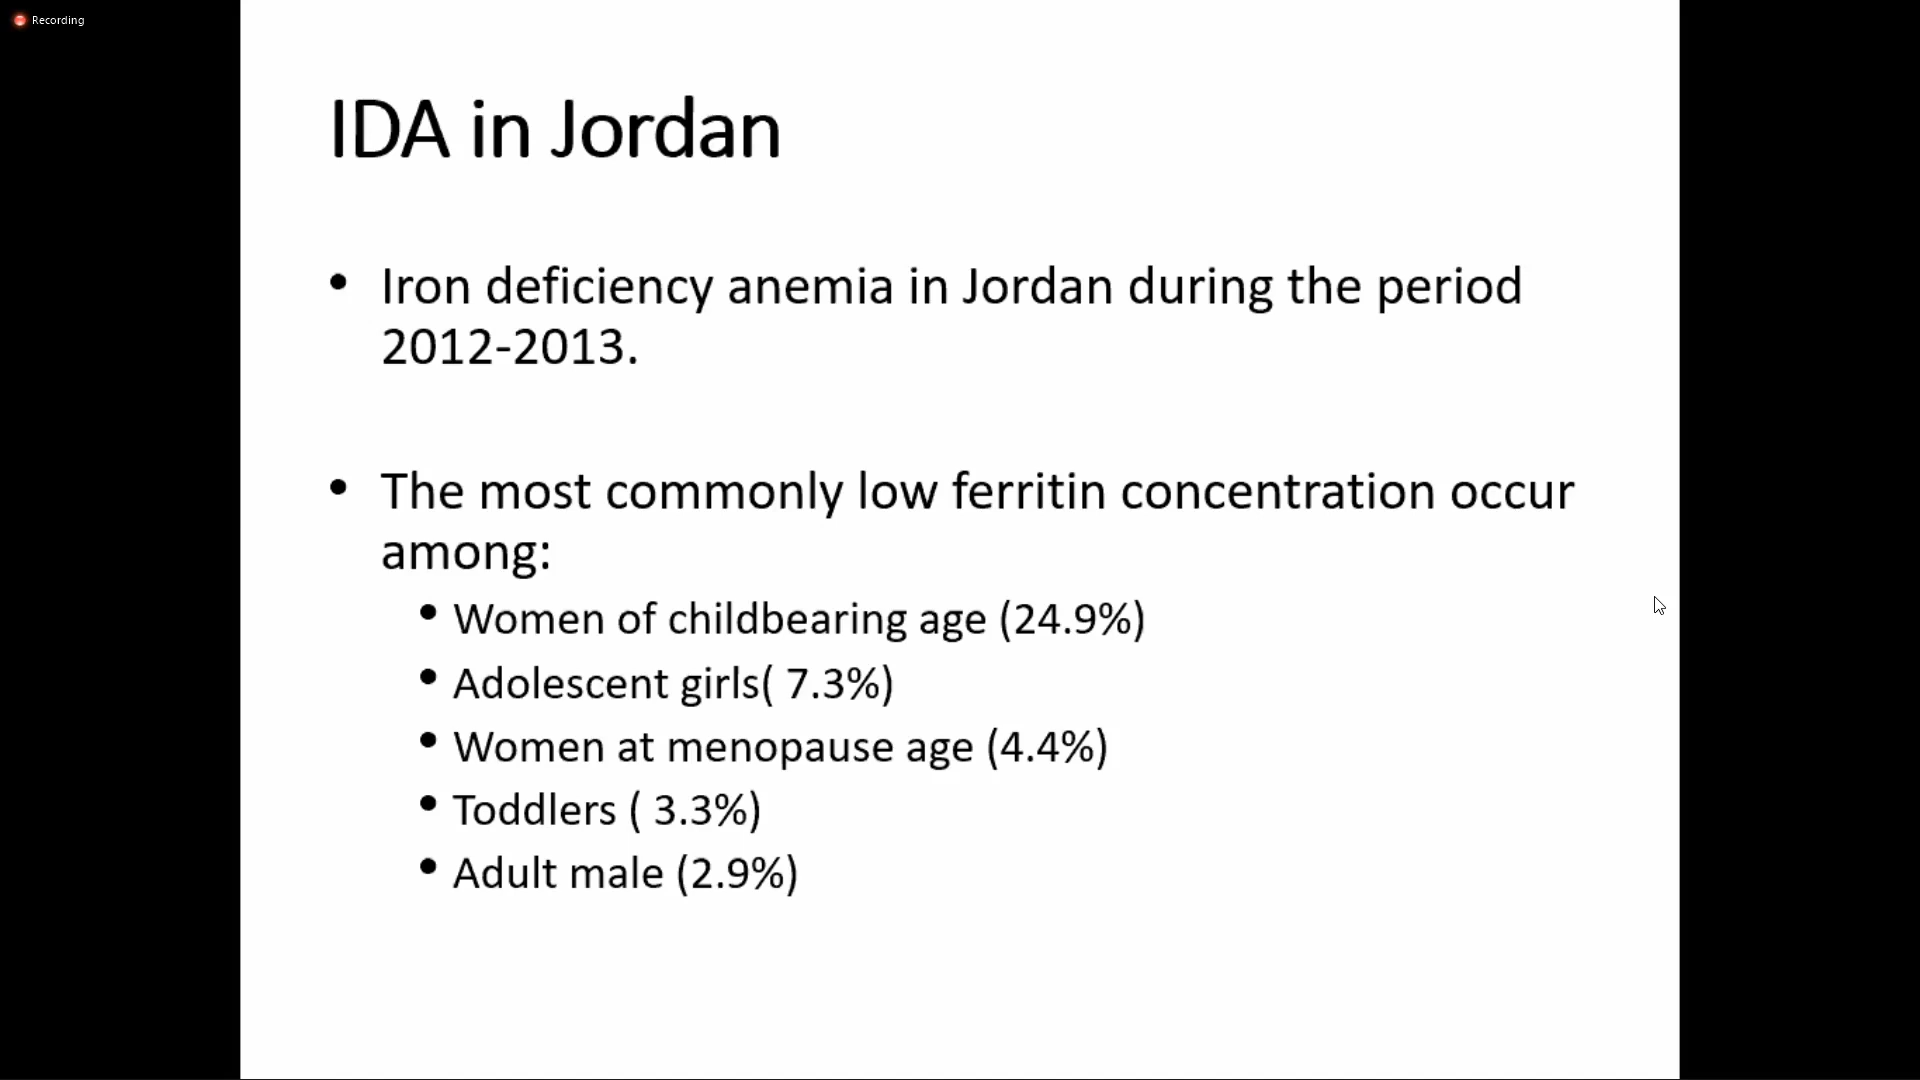 Recording
IDA in Jordan
• Iron deficiency anemia in Jordan during the period
2012-2013.
• The most commonly low ferritin concentration occur
among:
• Women of childbearing age (24.9%)
• Adolescent girls( 7.3%)
• Women at menopause age (4.4%)
• Toddlers ( 3.3%)
• Adult male (2.9%)